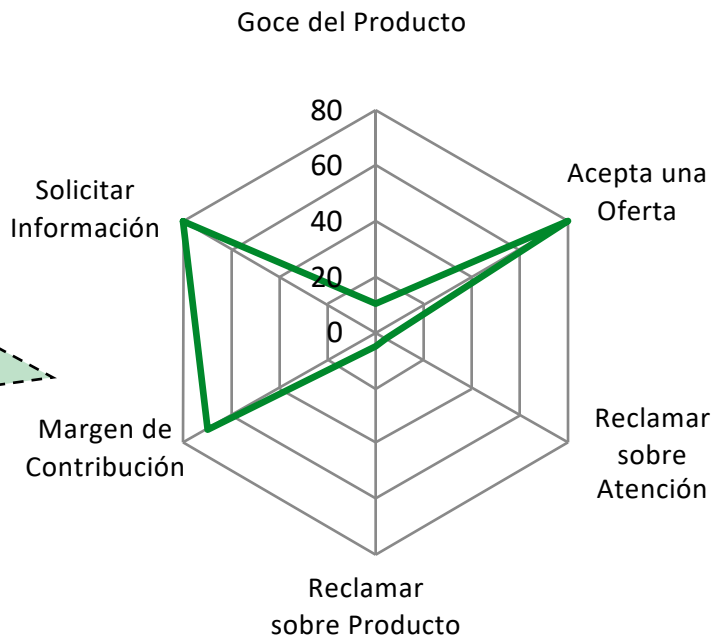 Goce del Producto
80
60
40
20
0
Acepta una
Oferta
Reclamar
sobre
Atención
Reclamar
sobre Producto
Margen de
Contribución
Solicitar
Información